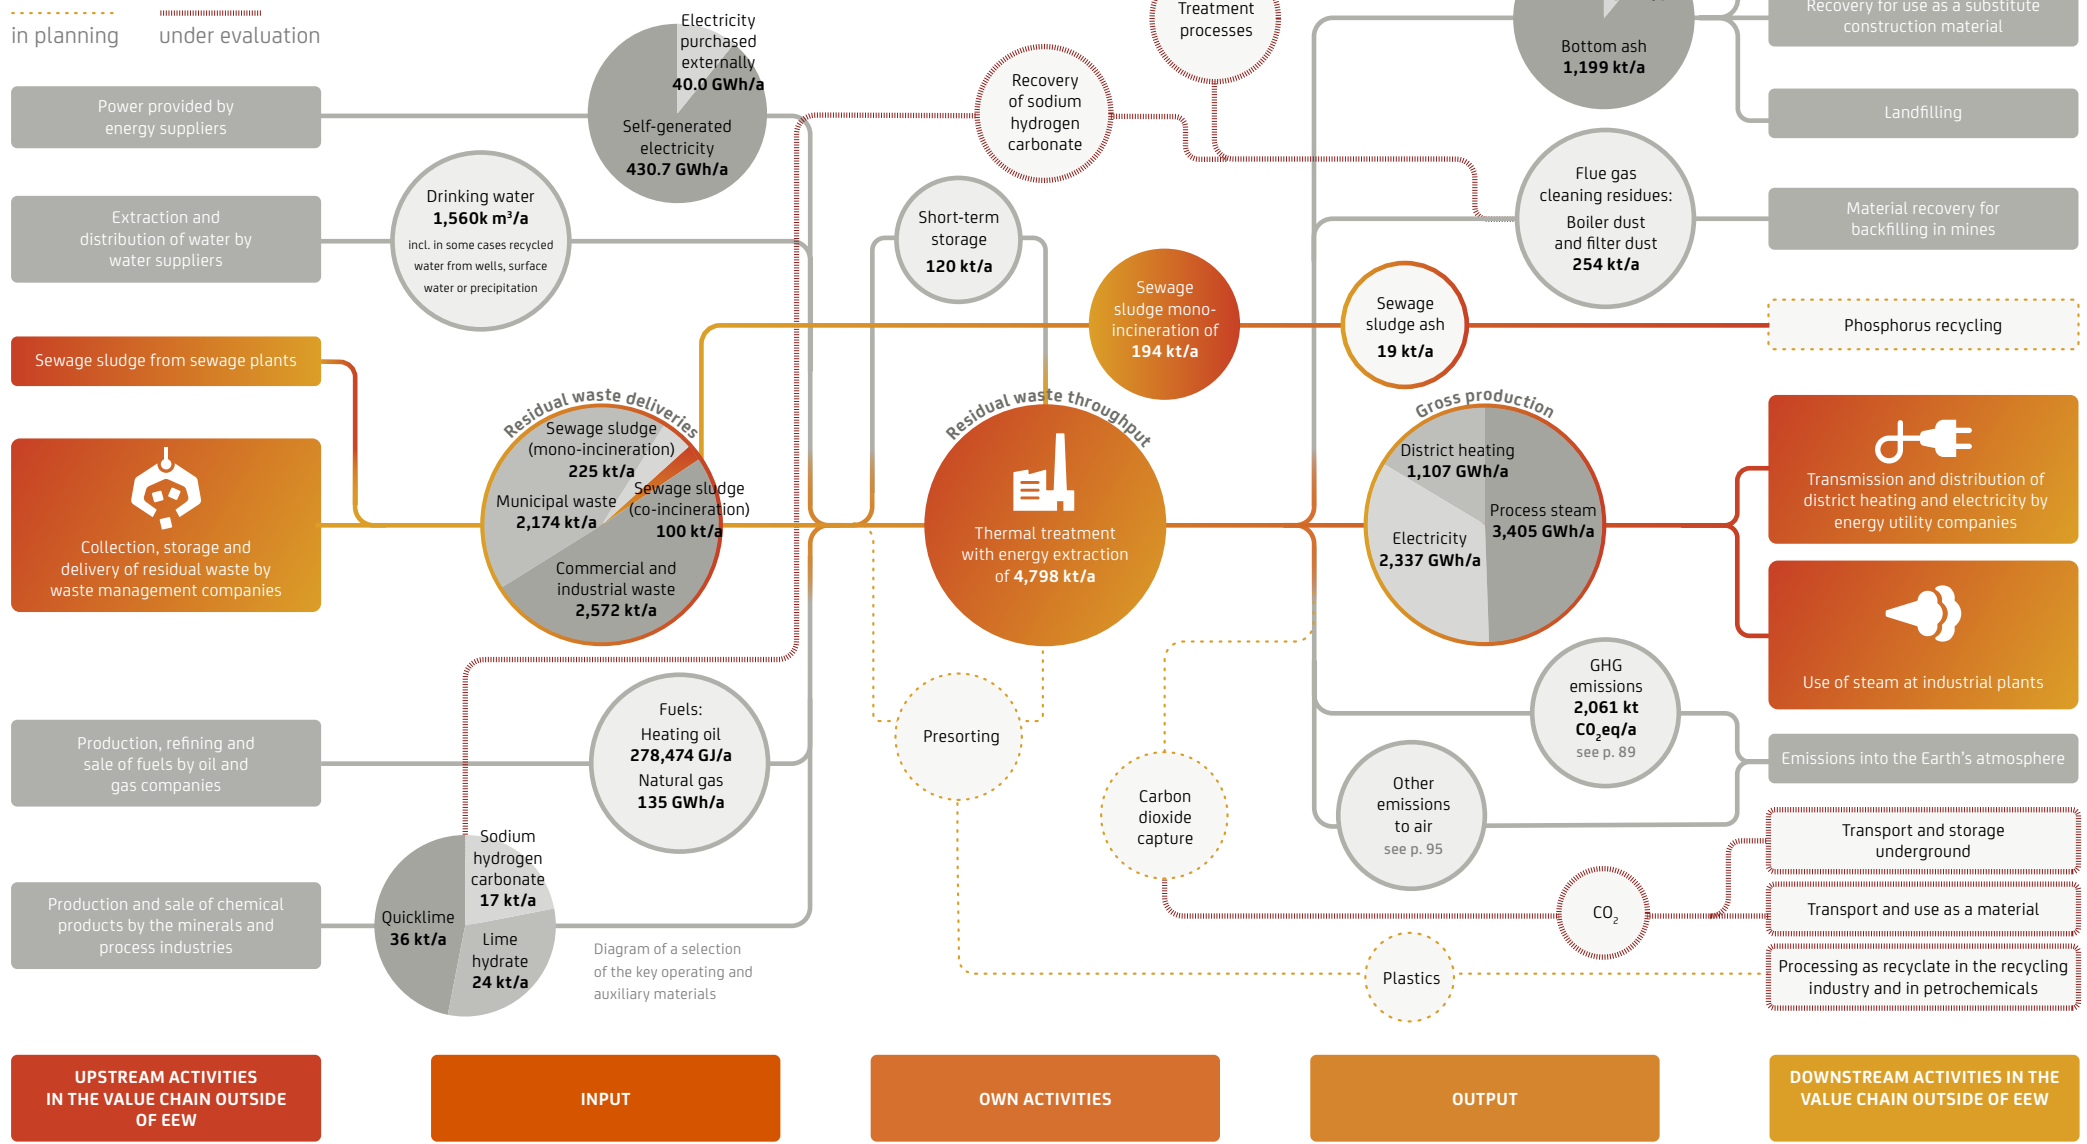 in planning
under evaluation
Power provided by
energy suppliers
Extraction and
distribution of water by
water suppliers
Sewage sludge from sewage plants
Collection, storage and
delivery of residual waste by
waste management companies
Production, refining and
sale of fuels by oil and
gas companies
Production and sale of chemical
products by the minerals and
process industries
Electricity
purchased
externally
40.0 GWh/a
Self-generated
electricity
430.7 GWh/a
Drinking water
1,560k m³/a
incl. in some cases recycled
water from wells, surface
water or precipitation
Residual waste deliveries
Sewage sludge
(mono-incineration)
225 kt/a
Municipal waste
2,174 kt/a
Sewage sludge
(co-incineration)
100 kt/a
Commercial and
industrial waste
2,572 kt/a
Fuels:
Heating oil
278,474 GJ/a
Natural gas
135 GWh/a
Sodium
hydrogen
carbonate
17 kt/a
Quicklime
36 kt/a
Lime
hydrate
24 kt/a
Diagram of a selection
of the key operating and
auxiliary materials
Treatment
processes
Recovery
of sodium
hydrogen
carbonate
Short-term
storage
120 kt/a
Sewage
sludge mono-
incineration of
194 kt/a
Residual waste throughput
Thermal treatment
with energy extraction
of 4,798 kt/a
Presorting
Carbon
dioxide
capture
Bottom ash
1,199 kt/a
Flue gas
cleaning residues:
Boiler dust
and filter dust
254 kt/a
Sewage
sludge ash
19 kt/a
Gross production
District heating
1,107 GWh/a
Process steam
3,405 GWh/a
Electricity
2,337 GWh/a
GHG
emissions
2,061 kt
CO₂eq/a
see p. 89
Other
emissions
to air
see p. 95
CO₂
Plastics
Recovery for use as a substitute
construction material
Landfilling
Material recovery for
backfilling in mines
Phosphorus recycling
Transmission and distribution of
district heating and electricity by
energy utility companies
Use of steam at industrial plants
Emissions into the Earth's atmosphere
Transport and storage
underground
Transport and use as a material
Processing as recyclate in the recycling
industry and in petrochemicals
UPSTREAM ACTIVITIES
IN THE VALUE CHAIN OUTSIDE
OF EEW
INPUT
OWN ACTIVITIES
OUTPUT
DOWNSTREAM ACTIVITIES IN THE
VALUE CHAIN OUTSIDE OF EEW